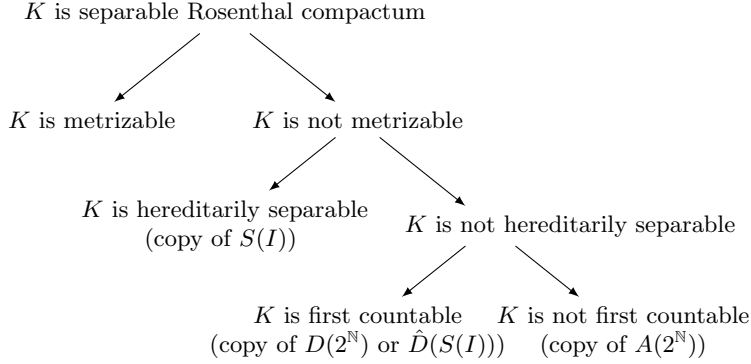 K is separable Rosenthal compactum
K is metrizable
K is not metrizable
K is hereditarily separable
(copy of S(I))
K is not hereditarily separable
K is first countable
(copy of D(2^ℕ) or D̂(S(I)))
K is not first countable
(copy of A(2^ℕ))